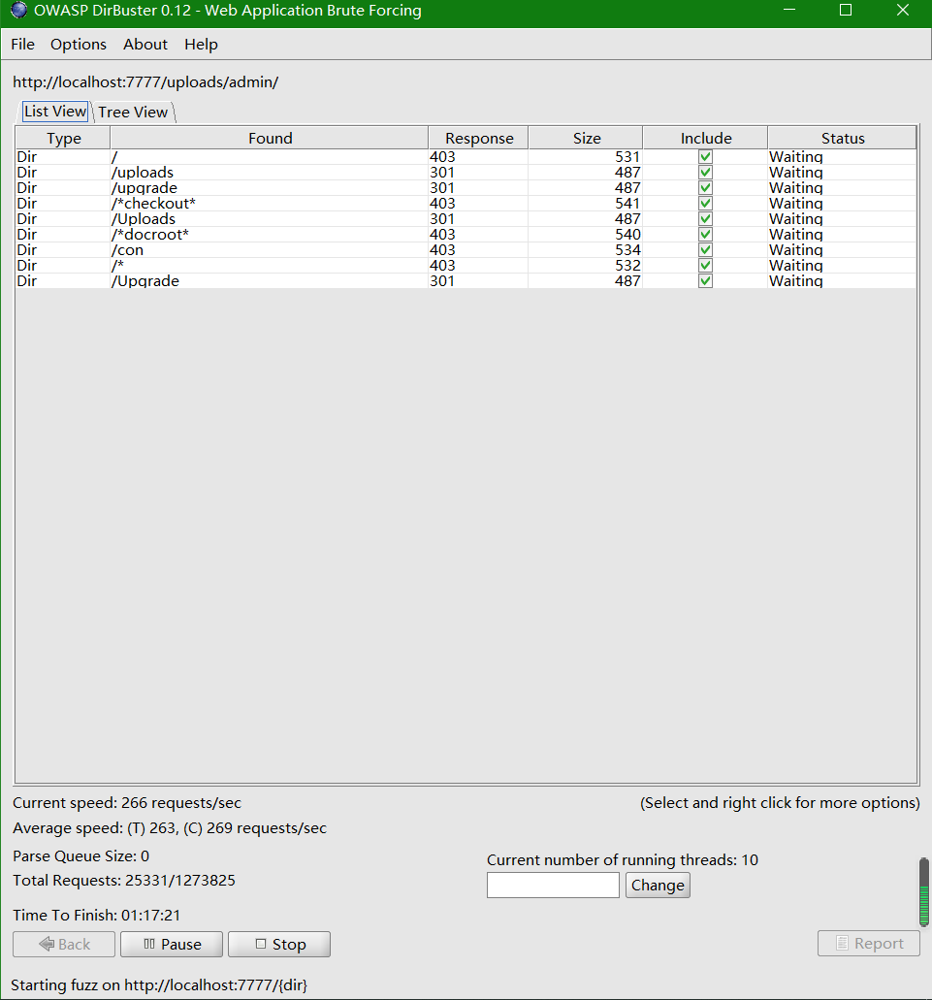 OWASP DirBuster 0.12 - Web Application Brute Forcing
File Options About Help
http://localhost:7777/uploads/admin/
List View Tree View
Type Found Response Size Include Status
Dir / 403 531 Waiting
Dir /uploads 301 487 Waiting
Dir /upgrade 301 487 Waiting
Dir /*checkout* 403 541 Waiting
Dir /Uploads 301 487 Waiting
Dir /*docroot* 403 540 Waiting
Dir /con 403 534 Waiting
Dir /* 403 532 Waiting
Dir /Upgrade 301 487 Waiting
Current speed: 266 requests/sec (Select and right click for more options)
Average speed: (T) 263, (C) 269 requests/sec
Parse Queue Size: 0
Current number of running threads: 10
Total Requests: 25331/1273825
Change
Time To Finish: 01:17:21
Back Pause Stop Report
Starting fuzz on http://localhost:7777/{dir}